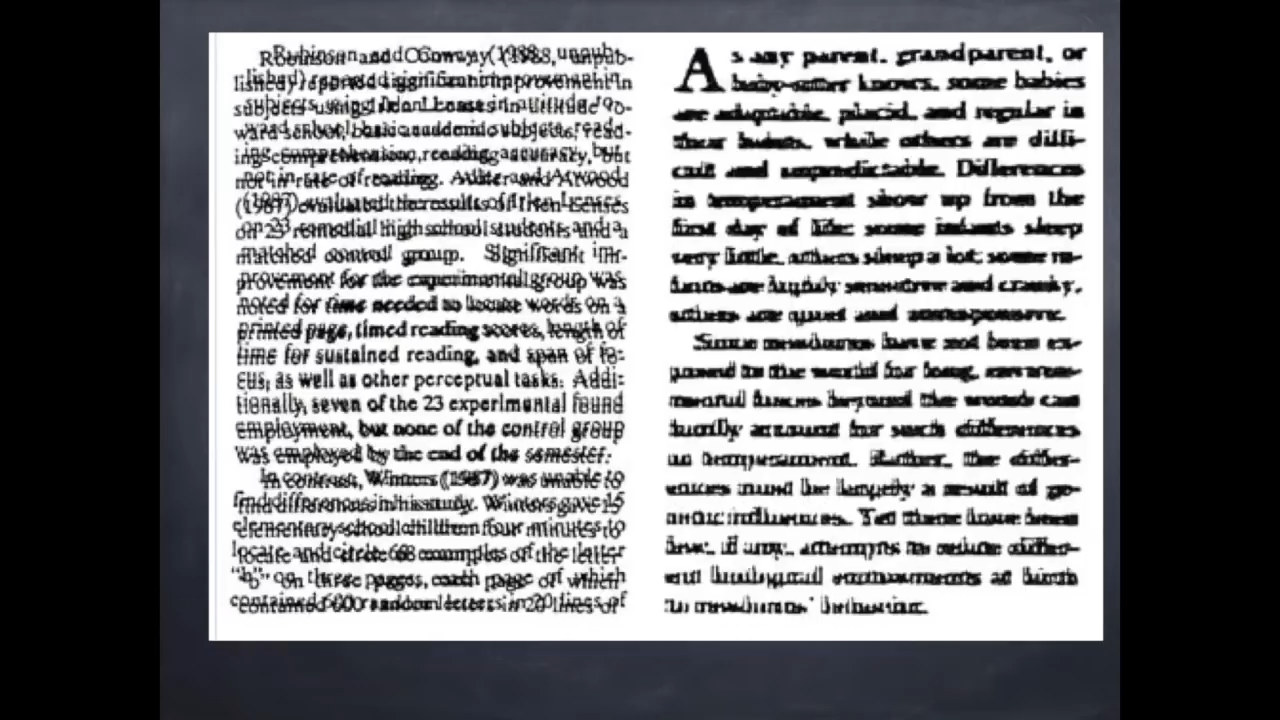 Robinson and Conway (1988, unpub-
lished) reported significant improvement in
subjects using Irlen Lenses in attitude to-
ward school, basic academic subjects, read-
ing comprehension, reading accuracy, but
not in rate of reading. Adler and Atwood
(1987) evaluated the results of Irlen Lenses
on 23 remedial high school students and a
matched control group. Significant im-
provement for the experimental group was
noted for time needed to locate words on a
printed page, timed reading scores, length of
time for sustained reading, and span of fo-
cus, as well as other perceptual tasks. Addi-
tionally, seven of the 23 experimental found
employment, but none of the control group
was employed by the end of the semester.
In contrast, Winters (1987) was unable to
find differences in his study. Winters gave 15
elementary school children four minutes to
locate and circle 68 examples of the letter
"b" on three pages, each page of which
contained 600 random letters in 20 lines of
As any parent, grandparent, or
baby-sitter knows, some babies
are adaptable, placid, and regular in
their habits, while others are diffi-
cult and unpredictable. Differences
in temperament show up from the
first day of life: some infants sleep
very little, others sleep a lot; some
are highly sensitive and cranky,
others are quiet and
Some newborns have not been ex-
posed to the world for long,
beyond the womb can
hardly account for such differences
in temperament. Rather, the differ-
ences must be largely a result of ge-
netic influences. Yet there have been
few, if any, attempts to relate differ-
ent biological at birth
to newborns' behavior.